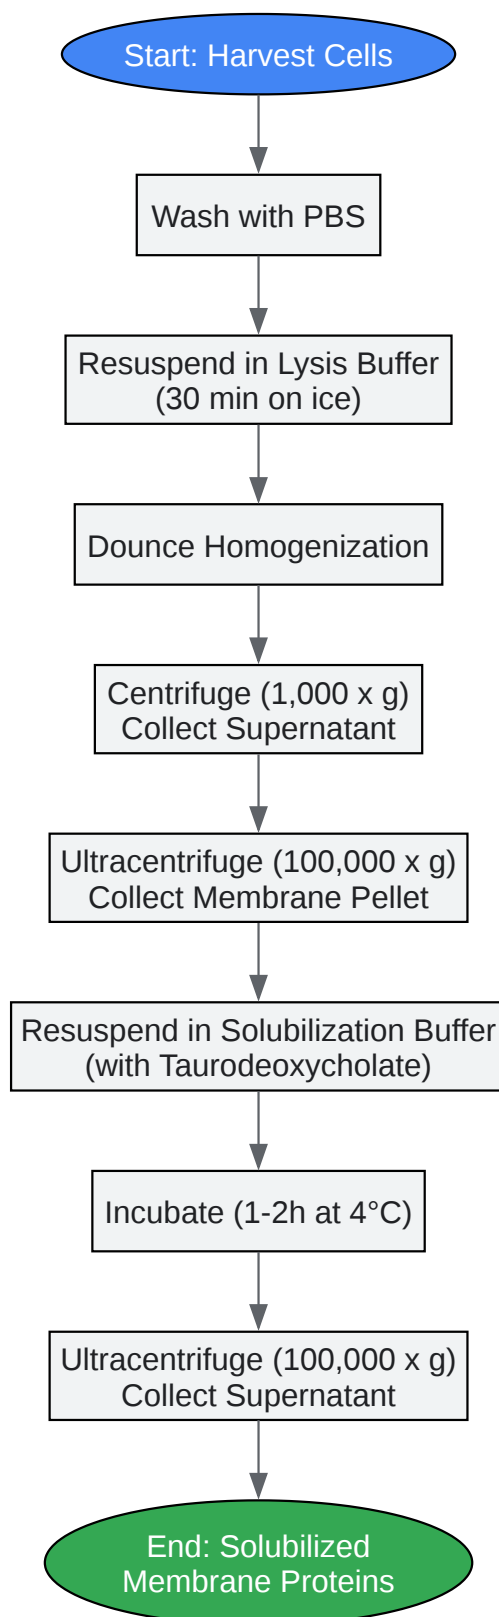 Start: Harvest Cells
Wash with PBS
Resuspend in Lysis Buffer
(30 min on ice)
Dounce Homogenization
Centrifuge (1,000 x g)
Collect Supernatant
Ultracentrifuge (100,000 x g)
Collect Membrane Pellet
Resuspend in Solubilization Buffer
(with Taurodeoxycholate)
Incubate (1-2h at 4°C)
Ultracentrifuge (100,000 x g)
Collect Supernatant
End: Solubilized
Membrane Proteins